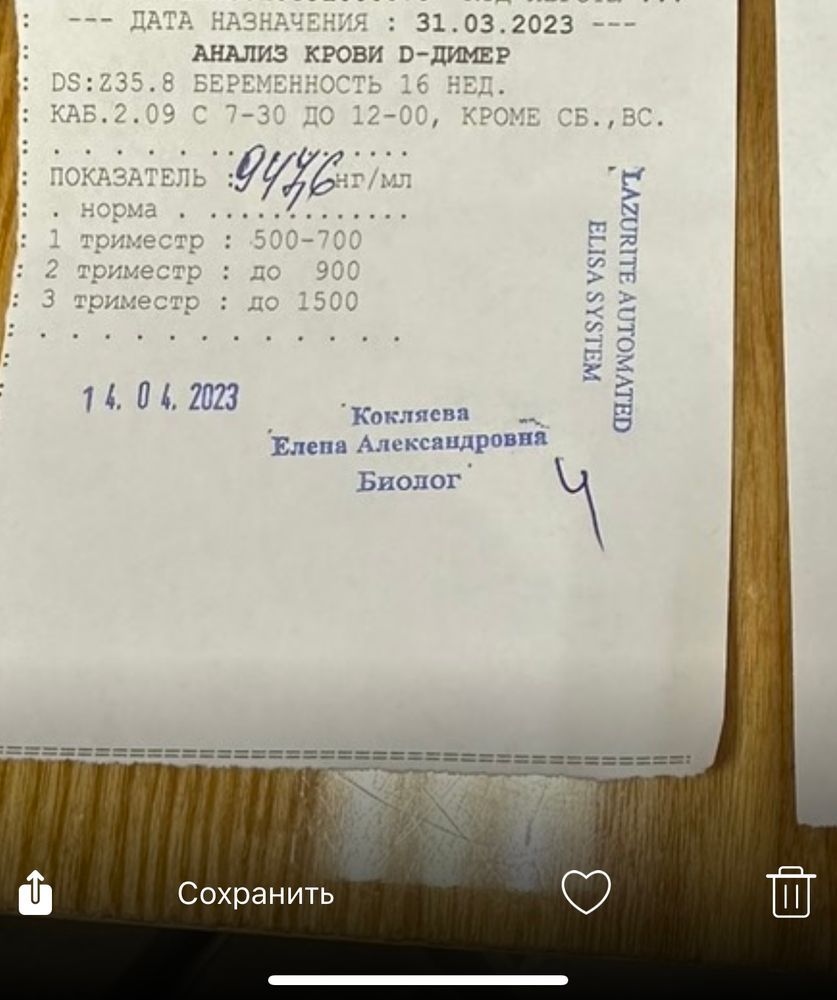 : --- ДАТА НАЗНАЧЕНИЯ : 31.03.2023 ---
: АНАЛИЗ КРОВИ D-ДИМЕР
: DS:Z35.8 БЕРЕМЕННОСТЬ 16 НЕД.
: КАБ.2.09 С 7-30 ДО 12-00, КРОМЕ СБ.,ВС.
: . . . . . . . . . . . . .
: ПОКАЗАТЕЛЬ : нг/мл
: . норма . .............
: 1 триместр : 500-700
: 2 триместр : до 900
: 3 триместр : до 1500
: . . . . . . . . . . . .
LAZURITE AUTOMATED
ELISA SYSTEM
14. 04. 2023
Кокляева
Елена Александровна
Биолог
Сохранить